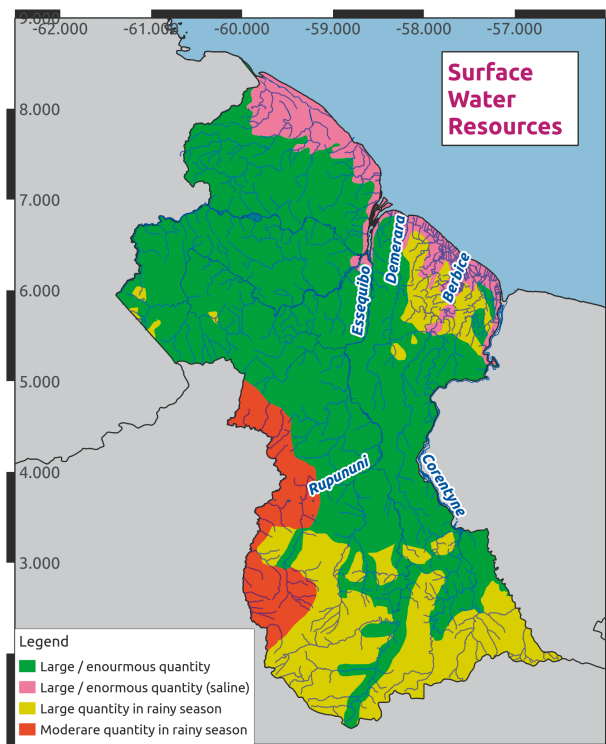 9.000
-62.000 -61.000 -60.000 -59.000 -58.000 -57.000
Surface
Water
Resources
8.000
7.000
Demerara
Berbice
Essequibo
6.000
5.000
4.000
Rupununi
Corentyne
3.000
Legend
Large / enourmous quantity
Large / enormous quantity (saline)
Large quantity in rainy season
Moderare quantity in rainy season